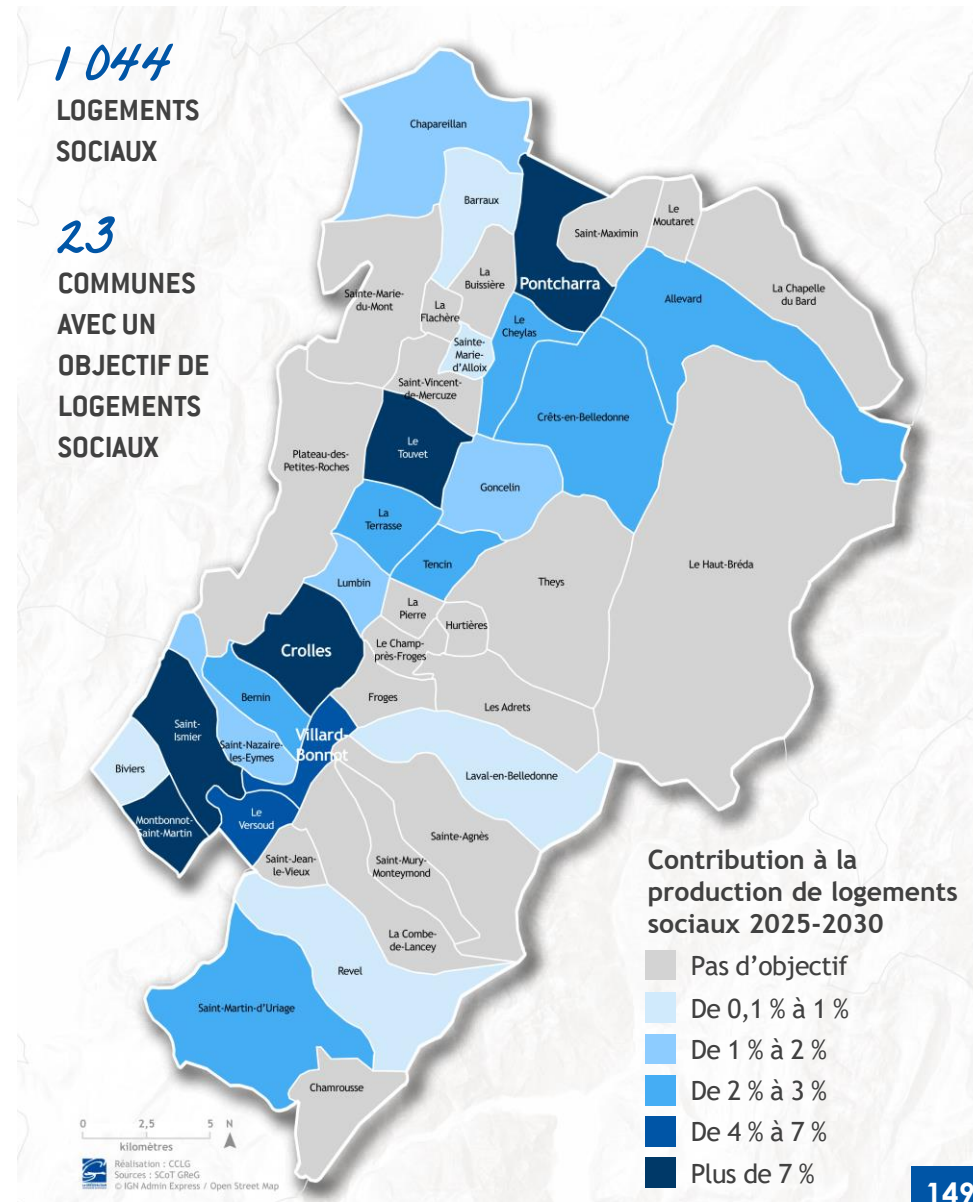 1 044
LOGEMENTS
SOCIAUX
23
COMMUNES
AVEC UN
OBJECTIF DE
LOGEMENTS
SOCIAUX
Chapareillan
Barraux
Pontcharra
Saint-Maximin
Le
Moutaret
La Chapelle
du Bard
Sainte-Marie-
du-Mont
La
Buissière
La
Flachère
Le
Cheylas
Allevard
Sainte-
Marie-
d'Alloix
Saint-Vincent-
de-Mercuze
Crêts-en-Belledonne
Plateau-des-
Petites-Roches
Le
Touvet
Goncelin
La
Terrasse
Tencin
Le Haut-Bréda
Theys
Lumbin
La
Pierre
Hurtières
Crolles
Le Champ-
près-Froges
Froges
Les Adrets
Bernin
Saint-
Ismier
Saint-Nazaire-
les-Eymes
Villard-
Bonnot
Biviers
Laval-en-Belledonne
Montbonnot-
Saint-Martin
Le
Versoud
Sainte-Agnès
Saint-Jean-
le-Vieux
Saint-Mury-
Monteymond
La Combe-
de-Lancey
Revel
Saint-Martin-d'Uriage
Chamrousse
Contribution à la
production de logements
sociaux 2025-2030
Pas d'objectif
De 0,1 % à 1 %
De 1 % à 2 %
De 2 % à 3 %
De 4 % à 7 %
Plus de 7 %
0 2,5 5 N
kilomètres
Réalisation : CCLG
Sources : SCoT GReG
© IGN Admin Express / Open Street Map
149